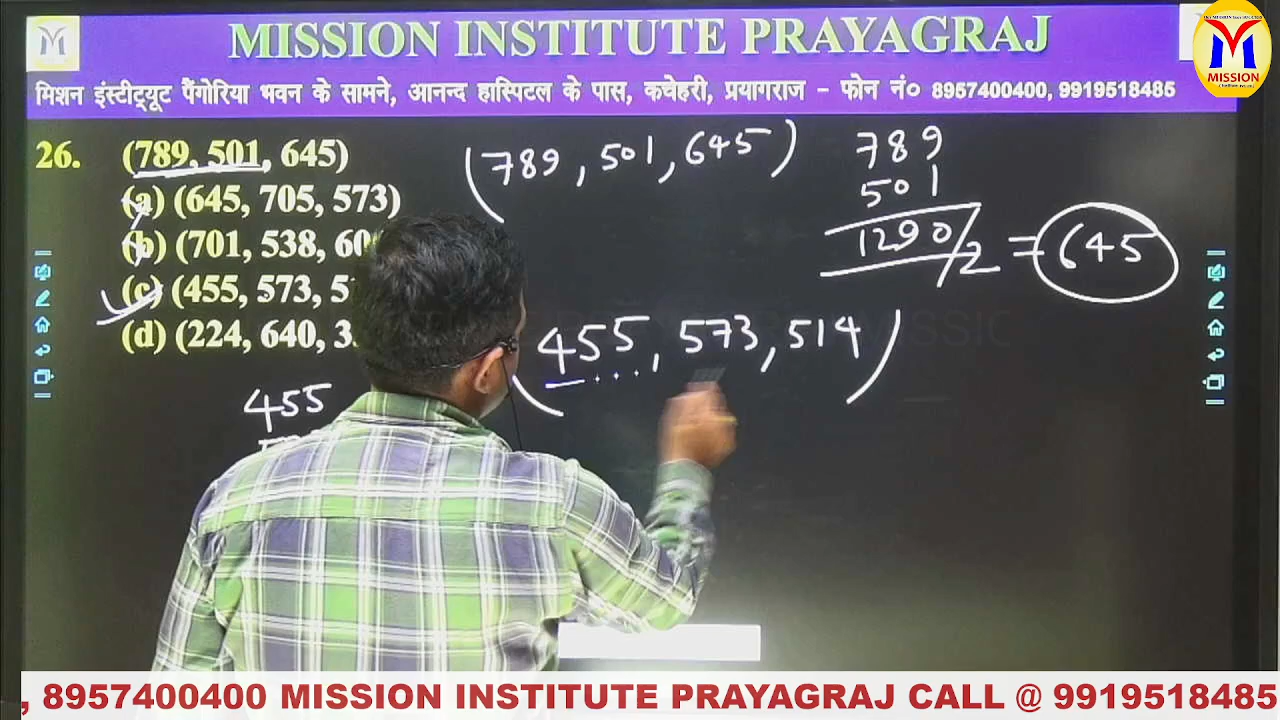 MISSION INSTITUTE PRAYAGRAJ
MISSION
मिशन इंस्टीट्रयूट पैंगोरिया भवन के सामने, आनन्द हास्पिटल के पास, कचेहरी, प्रयागराज - फोन नं० 8957400400, 9919518485
26. (789, 501, 645)
(a) (645, 705, 573)
(b) (701, 538,
(c) (455, 573,
(d) (224, 640,
(789, 501, 645)
789
501
1290/2 = 645
(455, 573, 514)
455
, 8957400400 MISSION INSTITUTE PRAYAGRAJ CALL @ 9919518485